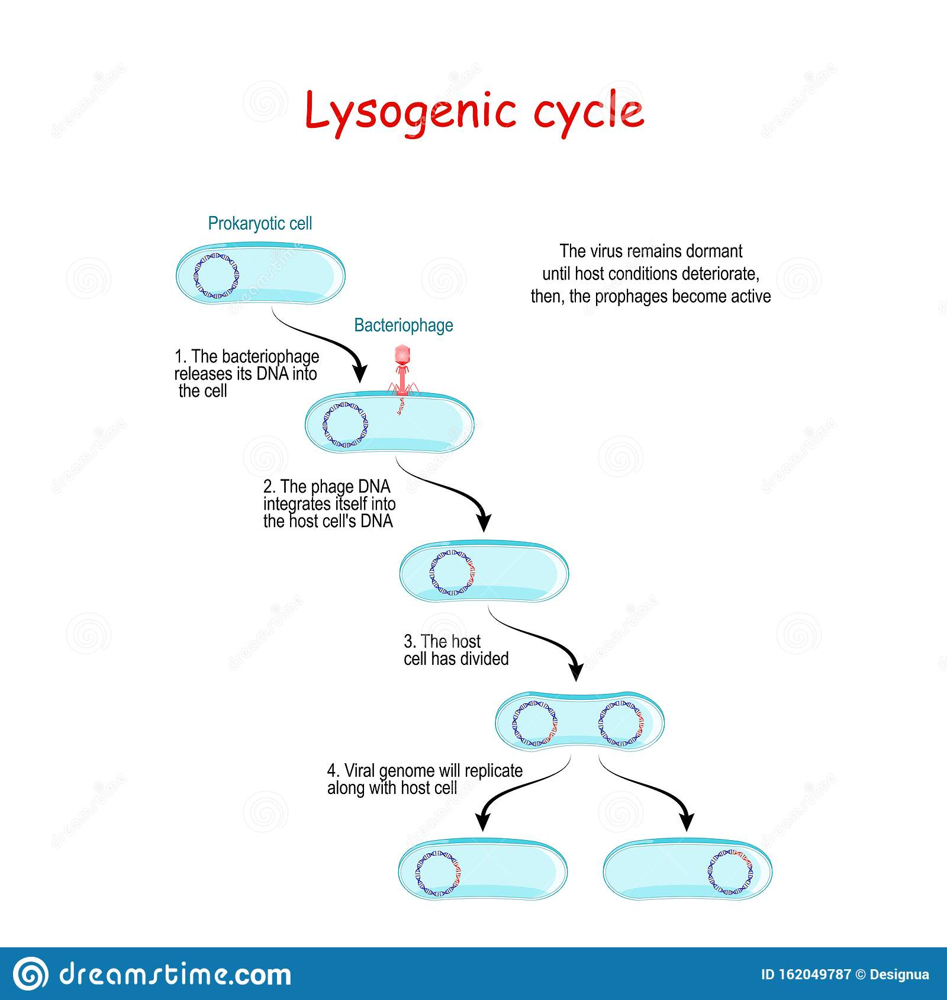 Lysogenic cycle
Prokaryotic cell
The virus remains dormant
until host conditions deteriorate,
then, the prophages become active
Bacteriophage
1. The bacteriophage
releases its DNA into
the cell
2. The phage DNA
integrates itself into
the host cell's DNA
3. The host
cell has divided
4. Viral genome will replicate
along with host cell
dreamstime.com
ID 162049787 © Designua